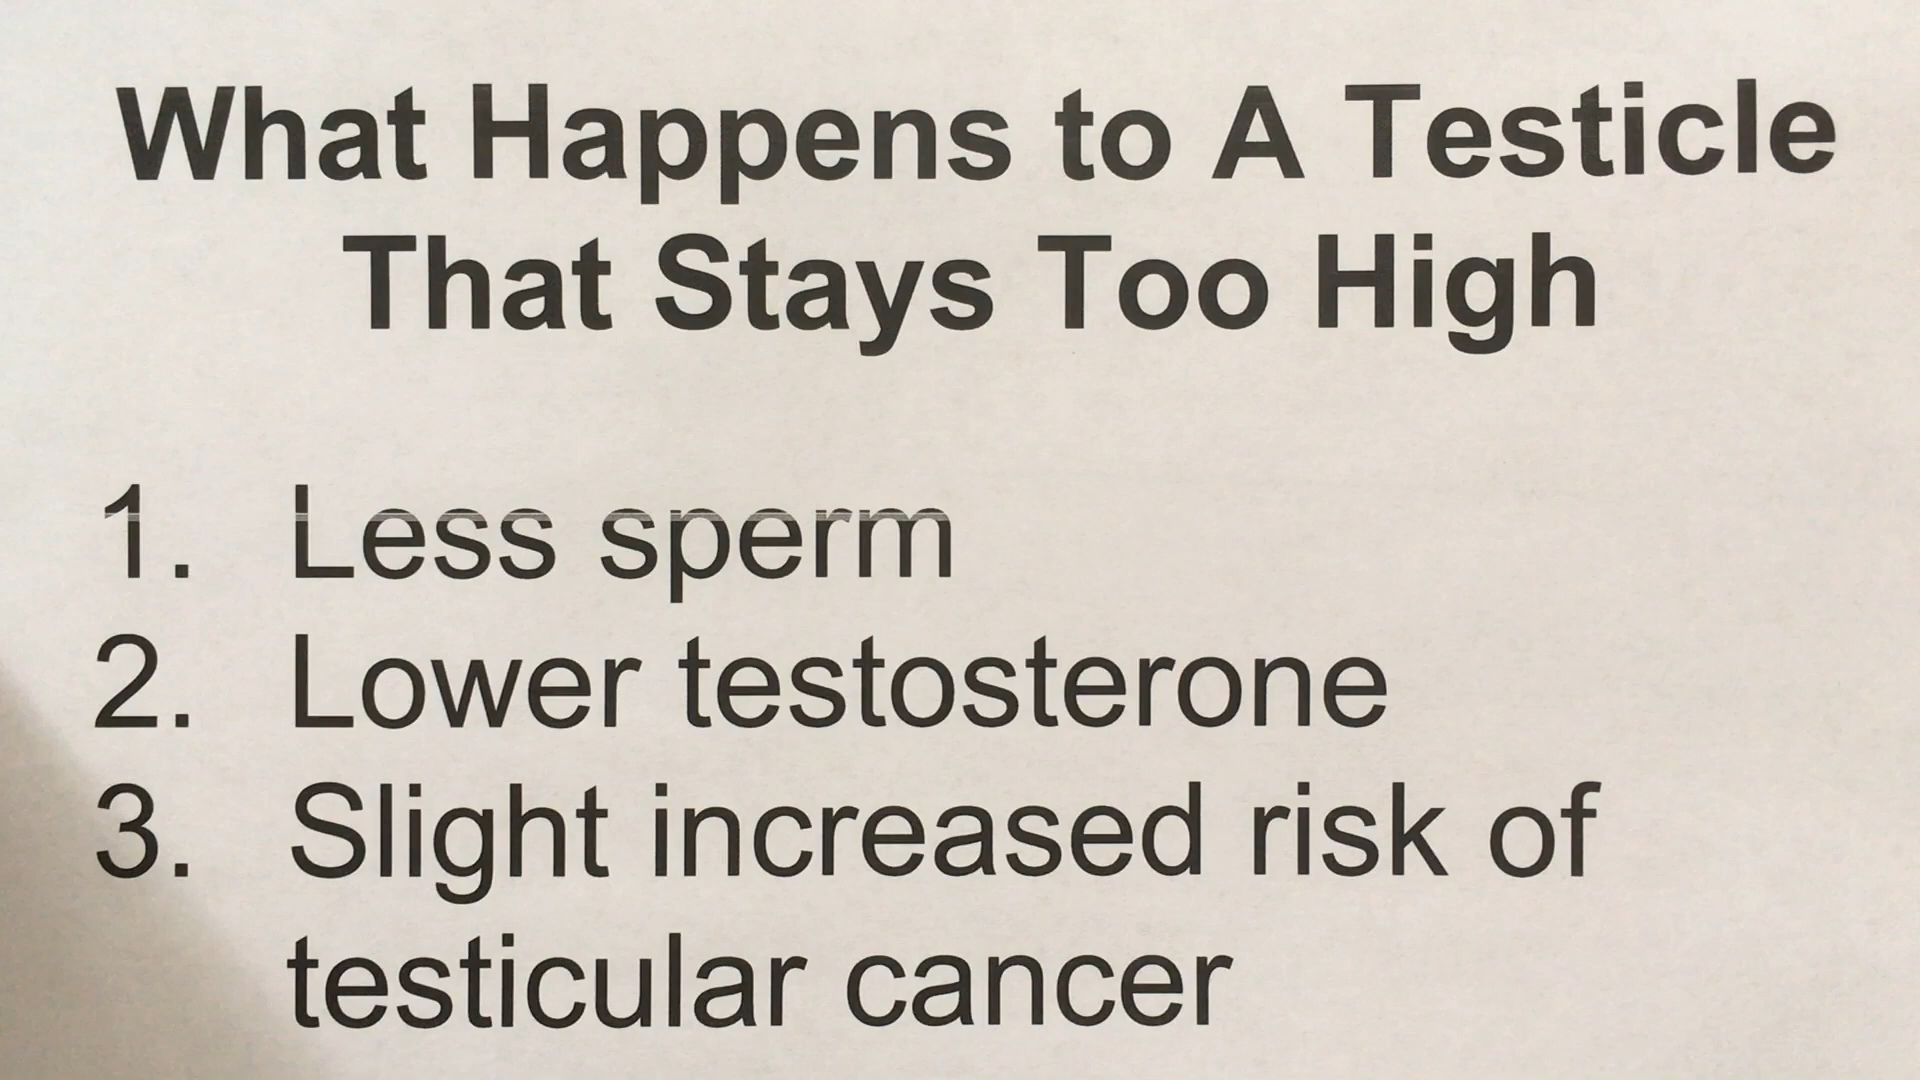 What Happens to A Testicle
That Stays Too High
1. Less sperm
2. Lower testosterone
3. Slight increased risk of
testicular cancer